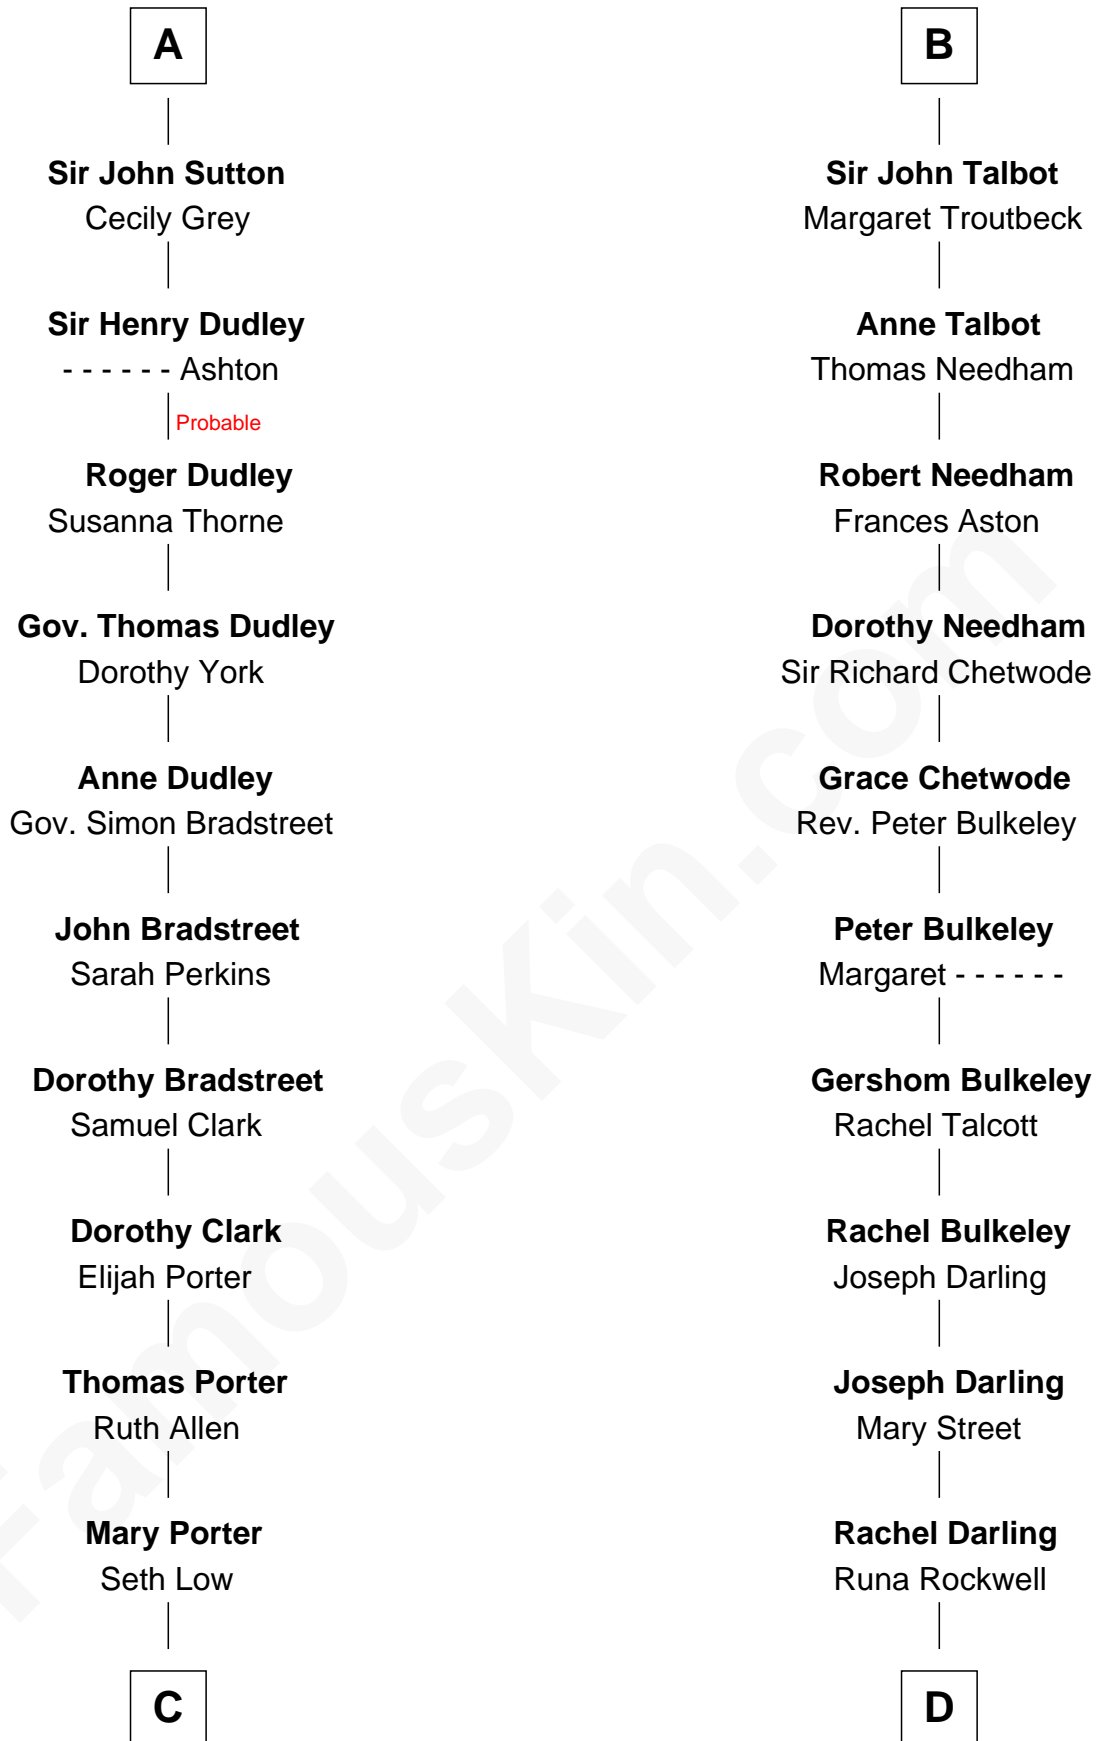 A
Sir John Sutton
Cecily Grey
Sir Henry Dudley
- - - - - - Ashton
Probable
Roger Dudley
Susanna Thorne
Gov. Thomas Dudley
Dorothy York
Anne Dudley
Gov. Simon Bradstreet
John Bradstreet
Sarah Perkins
Dorothy Bradstreet
Samuel Clark
Dorothy Clark
Elijah Porter
Thomas Porter
Ruth Allen
Mary Porter
Seth Low
C
B
Sir John Talbot
Margaret Troutbeck
Anne Talbot
Thomas Needham
Robert Needham
Frances Aston
Dorothy Needham
Sir Richard Chetwode
Grace Chetwode
Rev. Peter Bulkeley
Peter Bulkeley
Margaret - - - - - -
Gershom Bulkeley
Rachel Talcott
Rachel Bulkeley
Joseph Darling
Joseph Darling
Mary Street
Rachel Darling
Runa Rockwell
D
FamousKin.com